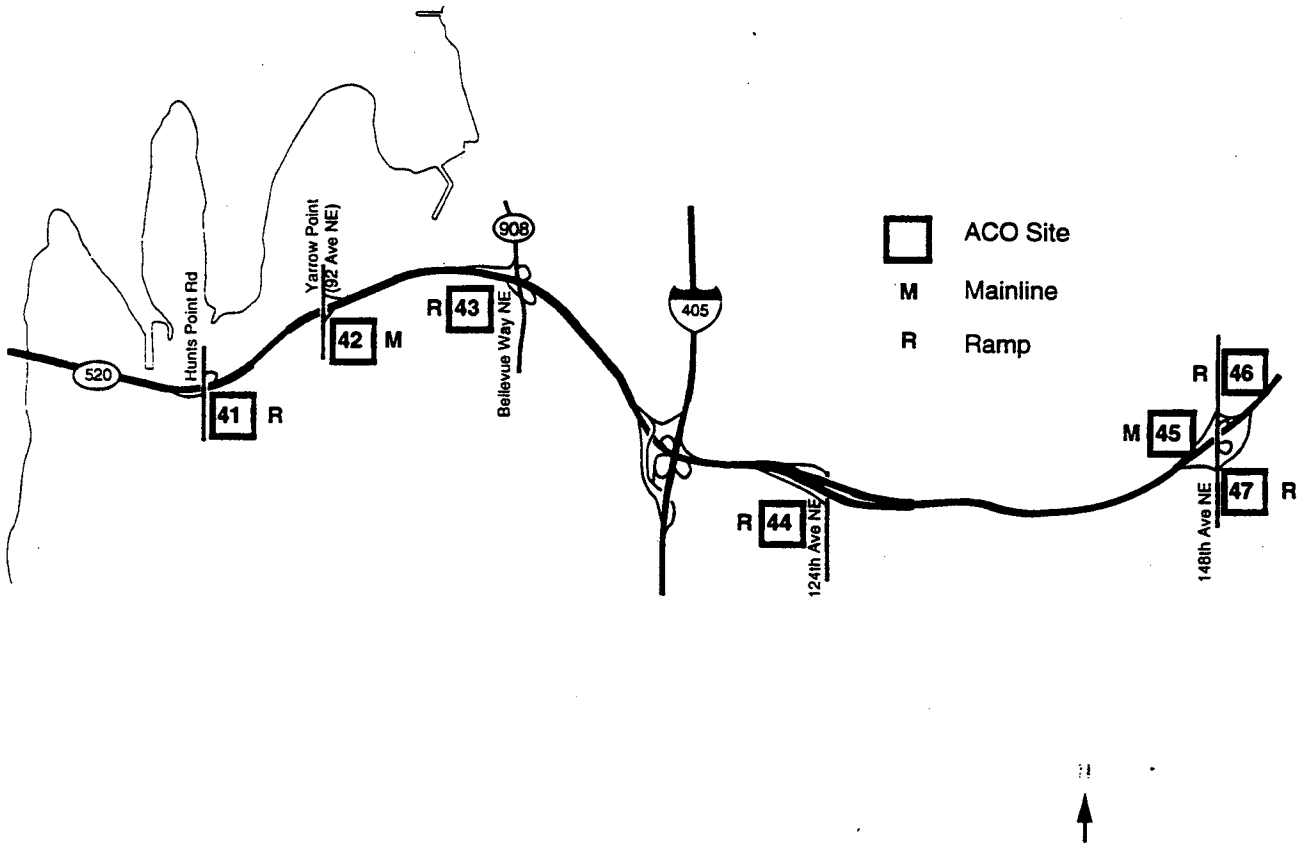 908
Yarrow Point
(92 Ave NE)
ACO Site
M Mainline
R Ramp
Hunts Point Rd
R 43
405
42 M
Bellevue Way NE
520
41 R
R 46
M 45
47 R
148th Ave NE
R 44
124th Ave NE